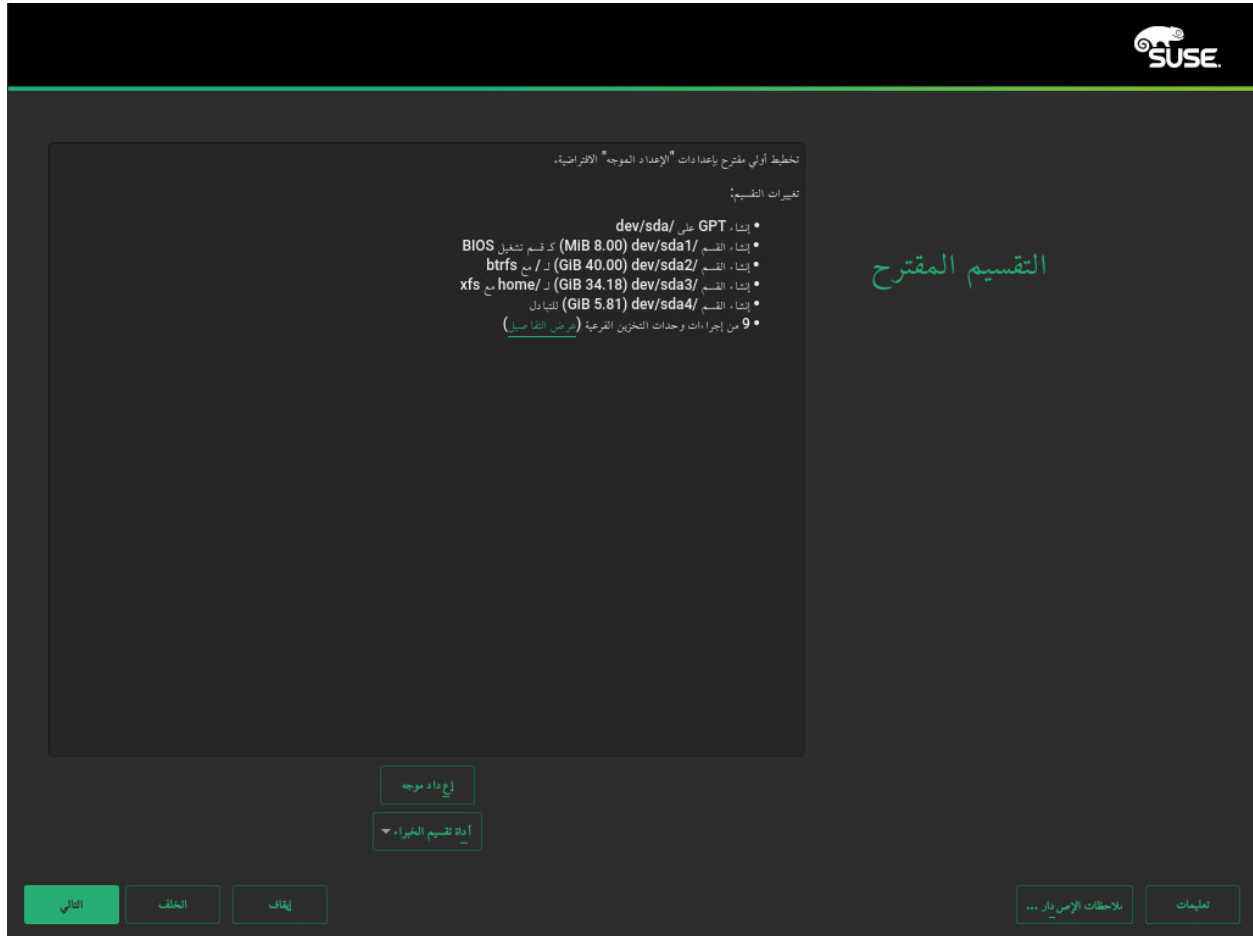 SUSE.
التقسيم المقترح
تخطيط أولي مقترح بإعدادات "الإعداد الموجه" الافتراضية.
تغييرات التقسيم:
• إنشاء GPT على /dev/sda
• إنشاء القسم /dev/sda1 (8.00 MiB) كـ قسم تشغيل BIOS
• إنشاء القسم /dev/sda2 (40.00 GiB) لـ / مع btrfs
• إنشاء القسم /dev/sda3 (34.18 GiB) لـ /home مع xfs
• إنشاء القسم /dev/sda4 (5.81 GiB) للتبادل
• 9 من إجراءات وحدات التخزين الفرعية (عرض التفاصيل)
إعداد موجه
أداة تقسيم الخبراء
تعليمات
ملاحظات الإصدار ...
إيقاف
الخلف
التالي